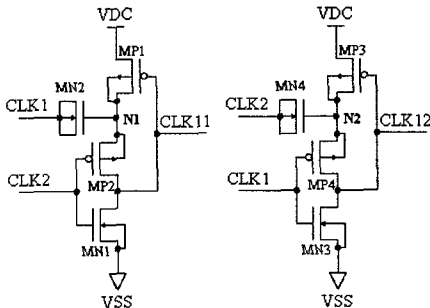 VDC
MP1
MN2
CLK1
N1
CLK11
CLK2
MP2
MN1
VSS
VDC
MP3
MN4
CLK2
N2
CLK12
CLK1
MP4
MN3
VSS